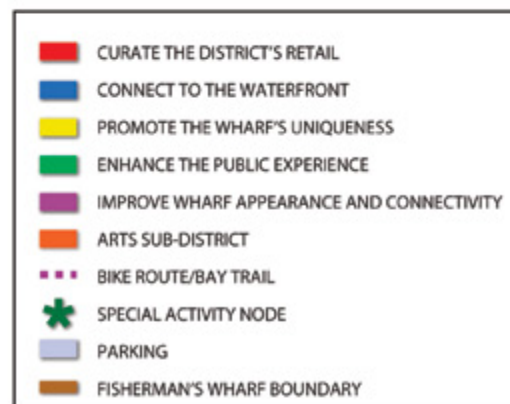 CURATE THE DISTRICT'S RETAIL
CONNECT TO THE WATERFRONT
PROMOTE THE WHARF'S UNIQUENESS
ENHANCE THE PUBLIC EXPERIENCE
IMPROVE WHARF APPEARANCE AND CONNECTIVITY
ARTS SUB-DISTRICT
BIKE ROUTE/BAY TRAIL
SPECIAL ACTIVITY NODE
PARKING
FISHERMAN'S WHARF BOUNDARY